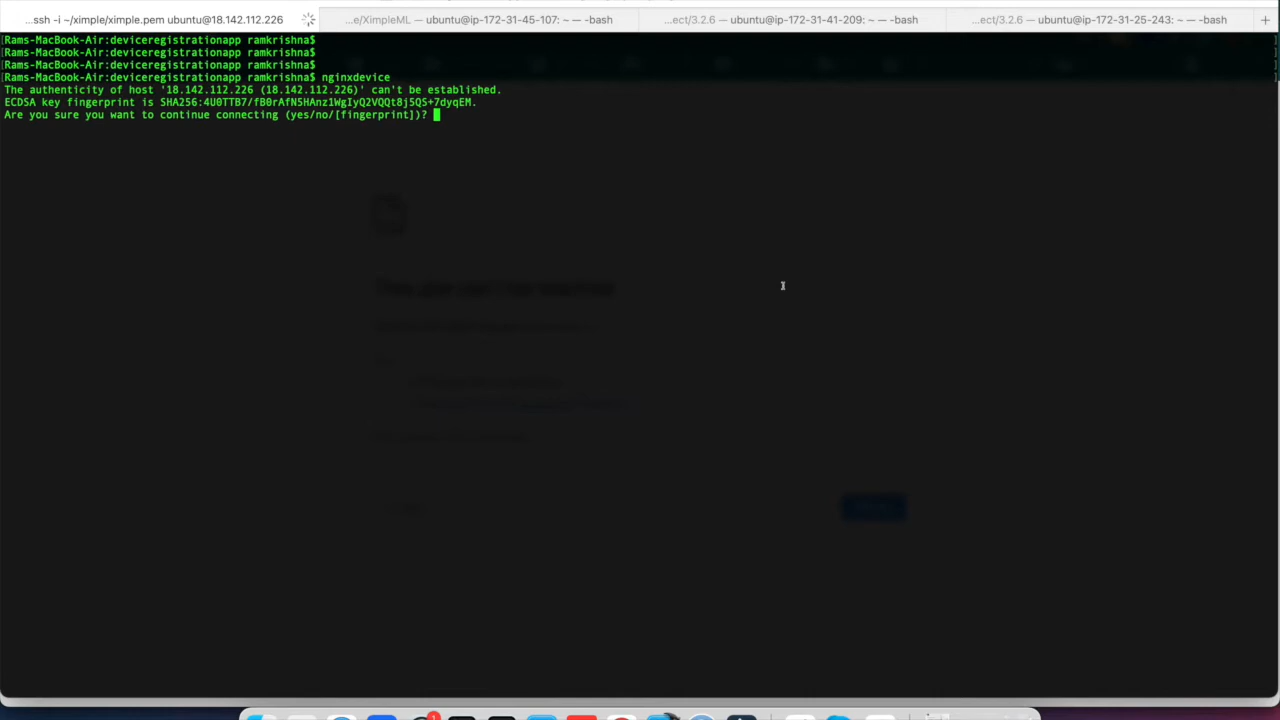 ...ssh -i ~/ximple/ximple.pem ubuntu@18.142.112.226
...e/XimpleML — ubuntu@ip-172-31-45-107: ~ — -bash
...ect/3.2.6 — ubuntu@ip-172-31-41-209: ~ — -bash
...ect/3.2.6 — ubuntu@ip-172-31-25-243: ~ — -bash
+
[Rams-MacBook-Air:deviceregistrationapp ramkrishna$ ]
[Rams-MacBook-Air:deviceregistrationapp ramkrishna$ ]
[Rams-MacBook-Air:deviceregistrationapp ramkrishna$
[Rams-MacBook-Air:deviceregistrationapp ramkrishna$ nginxdevice ]
The authenticity of host '18.142.112.226 (18.142.112.226)' can't be established.
ECDSA key fingerprint is SHA256:4U0TTB7/fB0rAfN5HAnz1WgIyQ2VQQt8j5QS+7dyqEM.
Are you sure you want to continue connecting (yes/no/[fingerprint])?
1